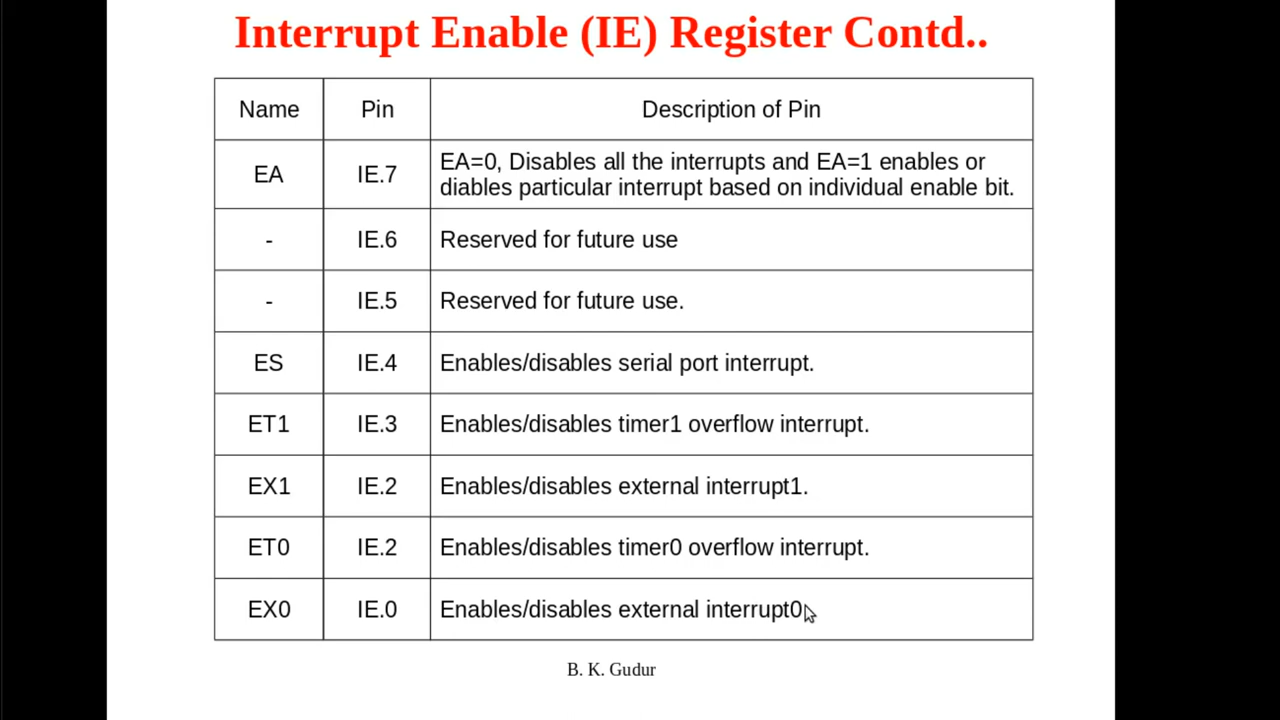 Interrupt Enable (IE) Register Contd..
Name Pin Description of Pin
EA IE.7 EA=0, Disables all the interrupts and EA=1 enables or
diables particular interrupt based on individual enable bit.
- IE.6 Reserved for future use
- IE.5 Reserved for future use.
ES IE.4 Enables/disables serial port interrupt.
ET1 IE.3 Enables/disables timer1 overflow interrupt.
EX1 IE.2 Enables/disables external interrupt1.
ET0 IE.2 Enables/disables timer0 overflow interrupt.
EX0 IE.0 Enables/disables external interrupt0
B. K. Gudur